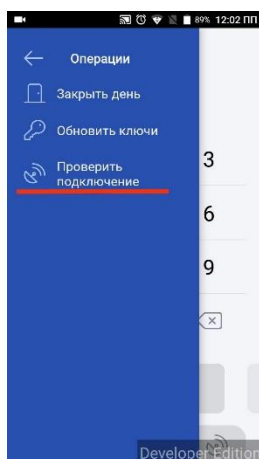 89% 12:02 ПП
Операции
Закрыть день
Обновить ключи
Проверить
подключение
3
6
9
Developer Edition